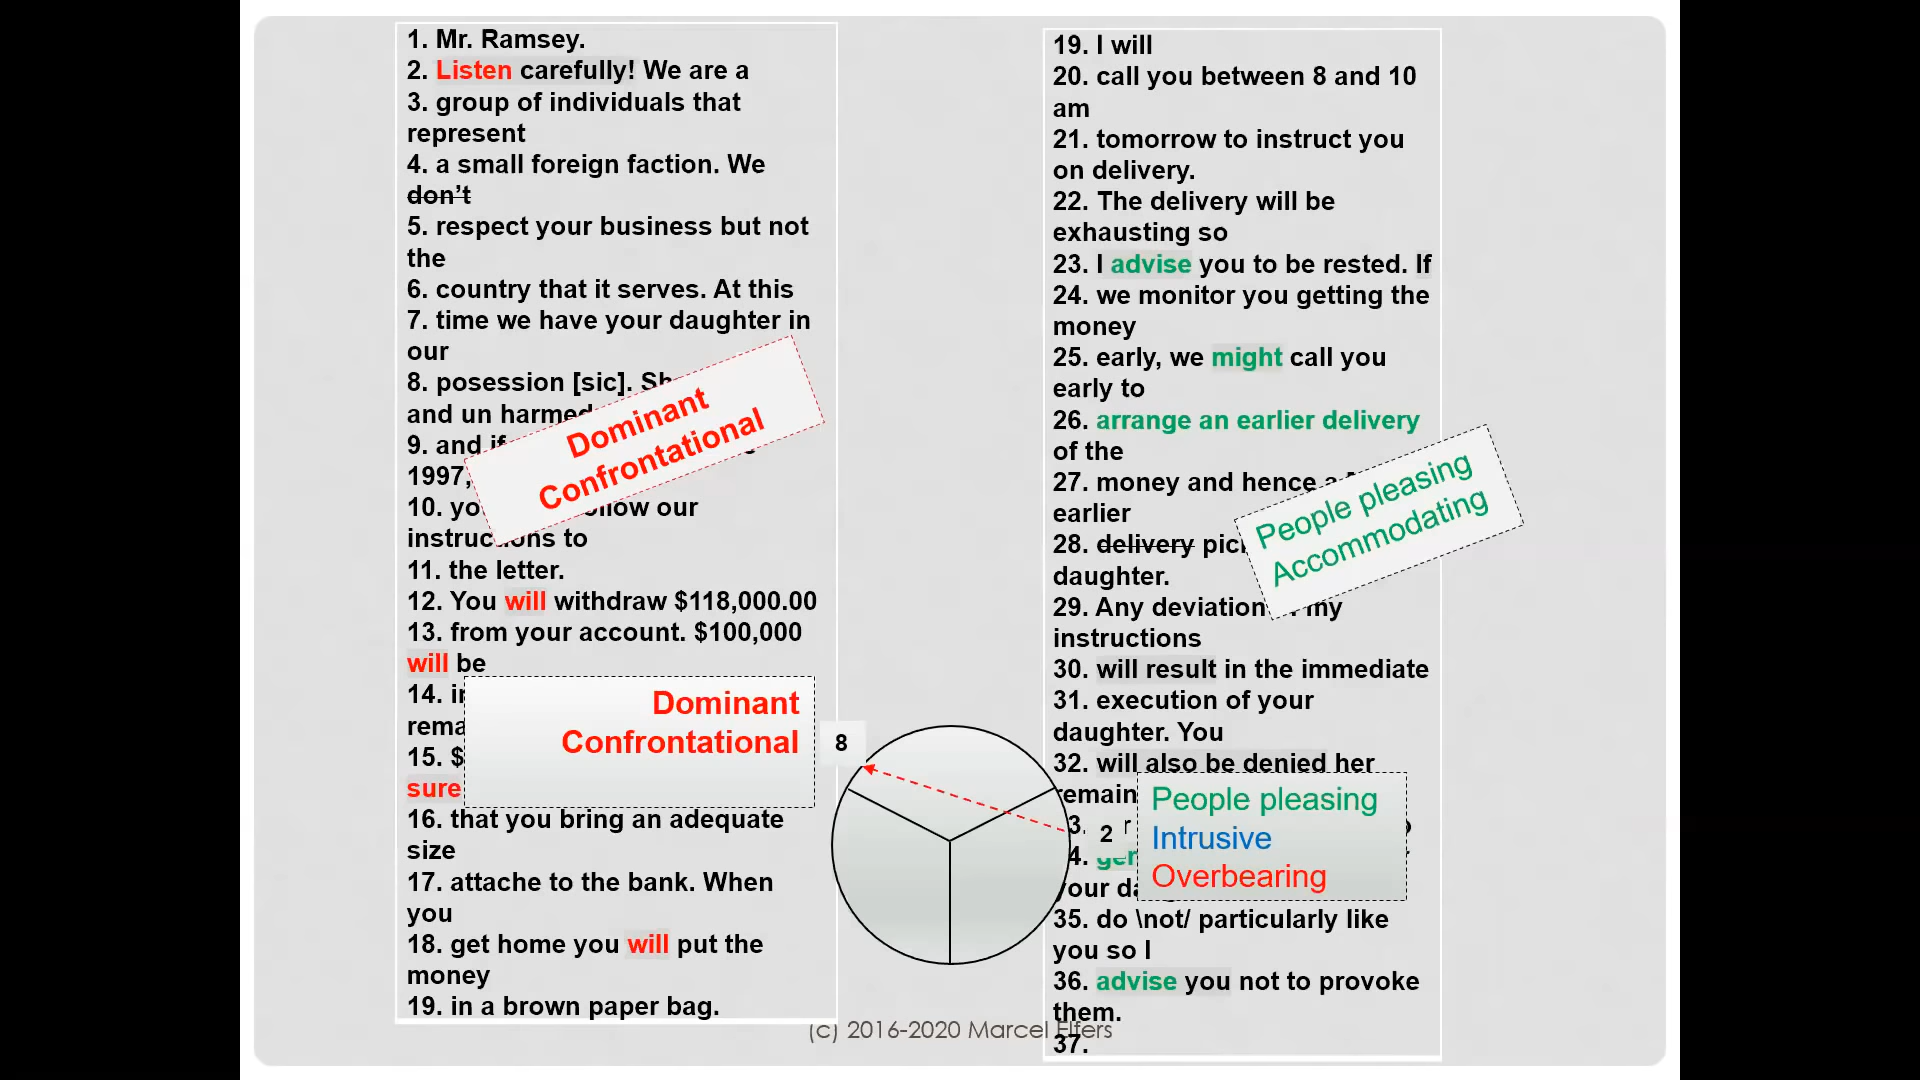 1. Mr. Ramsey.
2. Listen carefully! We are a
3. group of individuals that
represent
4. a small foreign faction. We
don’t
5. respect your business but not
the
6. country that it serves. At this
7. time we have your daughter in
our
8. posession [sic].
and un harmed
9. and if
1997,
10. our
instructions to
11. the letter.
12. You will withdraw $118,000.00
13. from your account. $100,000
will be
14.
15. $
sure
16. that you bring an adequate
size
17. attache to the bank. When
you
18. get home you will put the
money
19. in a brown paper bag.
Dominant
Confrontational
Dominant
Confrontational
8
19. I will
20. call you between 8 and 10
am
21. tomorrow to instruct you
on delivery.
22. The delivery will be
exhausting so
23. I advise you to be rested. If
24. we monitor you getting the
money
25. early, we might call you
early to
26. arrange an earlier delivery
of the
27. money and hence
earlier
28. delivery
daughter.
29. Any deviation my
instructions
30. will result in the immediate
31. execution of your
daughter. You
32. will also be denied her
35. do \not/ particularly like
you so I
36. advise you not to provoke
them.
37.
People pleasing
Accommodating
2
People pleasing
Intrusive
Overbearing
(c) 2016-2020 Marcel Elfers